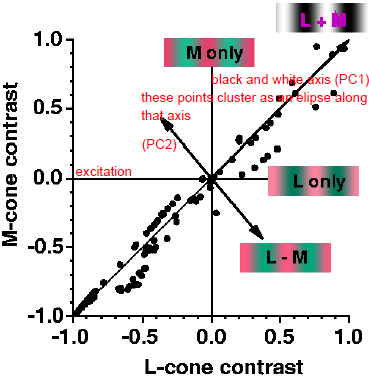 L + M
1.0
M only
black and white axis (PC1)
these points cluster as an elipse along
that axis
0.5
(PC2)
excitation
0.0
L only
-0.5
L - M
-1.0
-1.0 -0.5 0.0 0.5 1.0
M-cone contrast
L-cone contrast